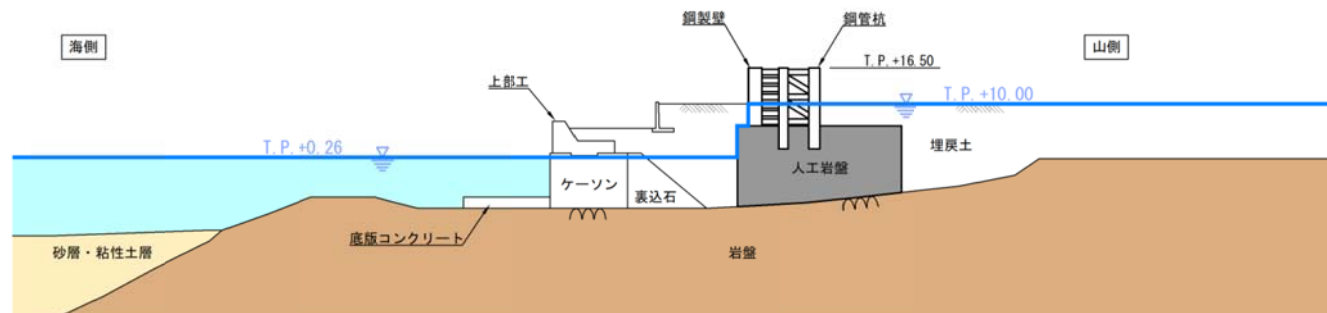 鋼製壁
鋼管杭
海側
山側
T.P.+16.50
上部工
T.P.+10.00
T.P.+0.26
埋戻土
人工岩盤
ケーソン
裏込石
底版コンクリート
砂層・粘性土層
岩盤